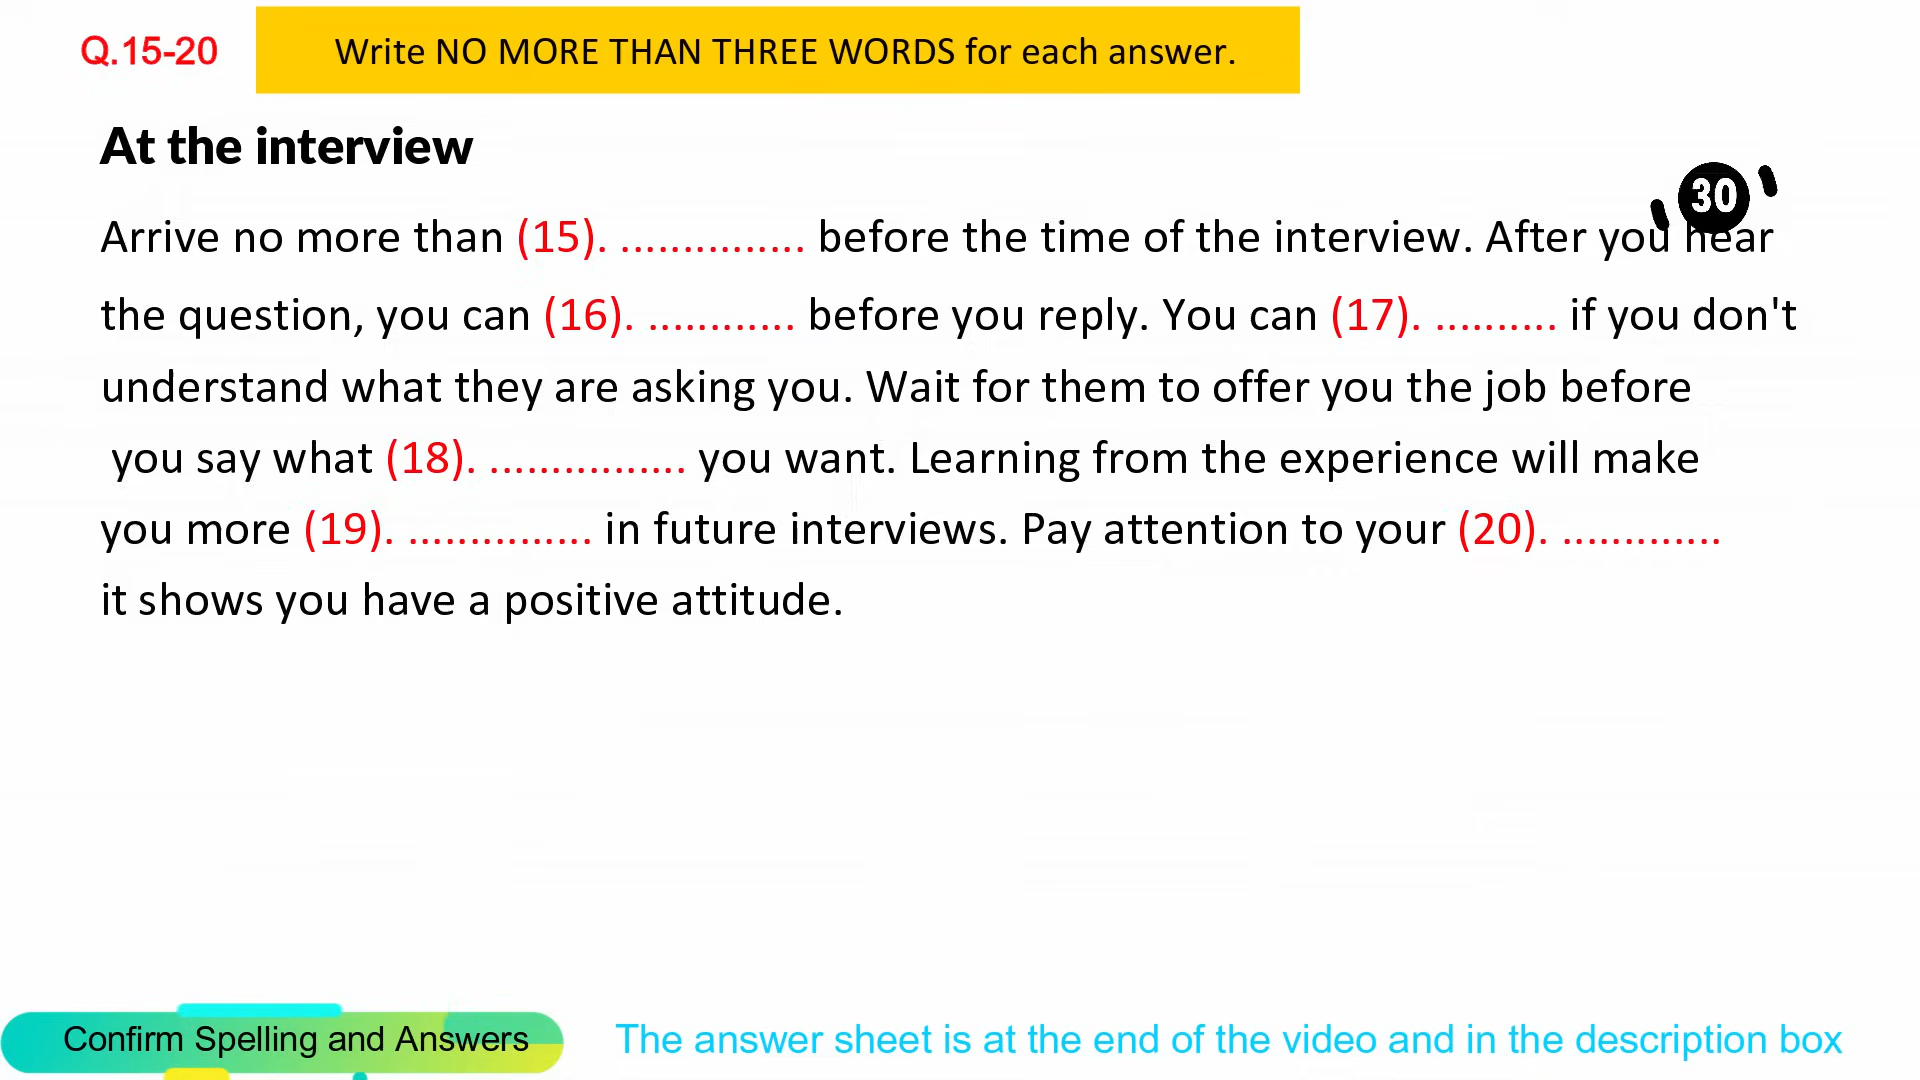 Q.15-20
Write NO MORE THAN THREE WORDS for each answer.
At the interview
30
Arrive no more than (15). ............... before the time of the interview. After you hear
the question, you can (16). ............ before you reply. You can (17). .......... if you don't
understand what they are asking you. Wait for them to offer you the job before
you say what (18). ................ you want. Learning from the experience will make
you more (19). ............... in future interviews. Pay attention to your (20). .............
it shows you have a positive attitude.
Confirm Spelling and Answers
The answer sheet is at the end of the video and in the description box